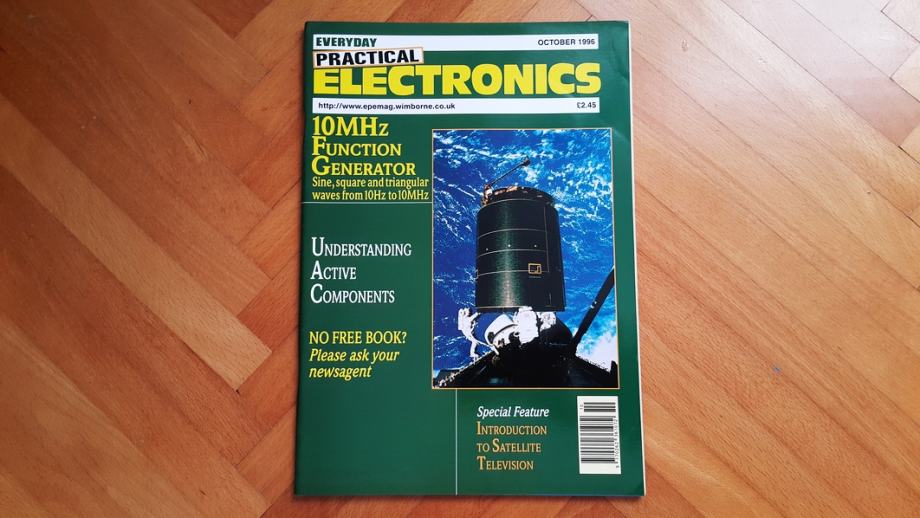 EVERYDAY
OCTOBER 1996
PRACTICAL
ELECTRONICS
http://www.epemag.wimborne.co.uk
£2.45
10MHz
FUNCTION
GENERATOR
Sine, square and triangular
waves from 10Hz to 10MHz
UNDERSTANDING
ACTIVE
COMPONENTS
NO FREE BOOK?
Please ask your
newsagent
Special Feature
INTRODUCTION
TO SATELLITE
TELEVISION